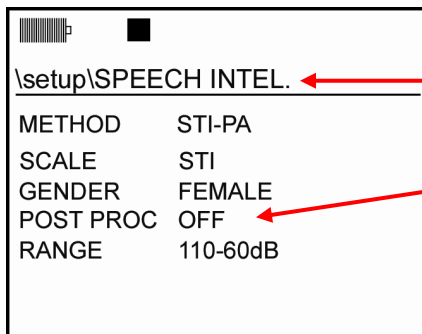 \setup\SPEECH INTEL.
METHOD STI-PA
SCALE STI
GENDER FEMALE
POST PROC OFF
RANGE 110-60dB